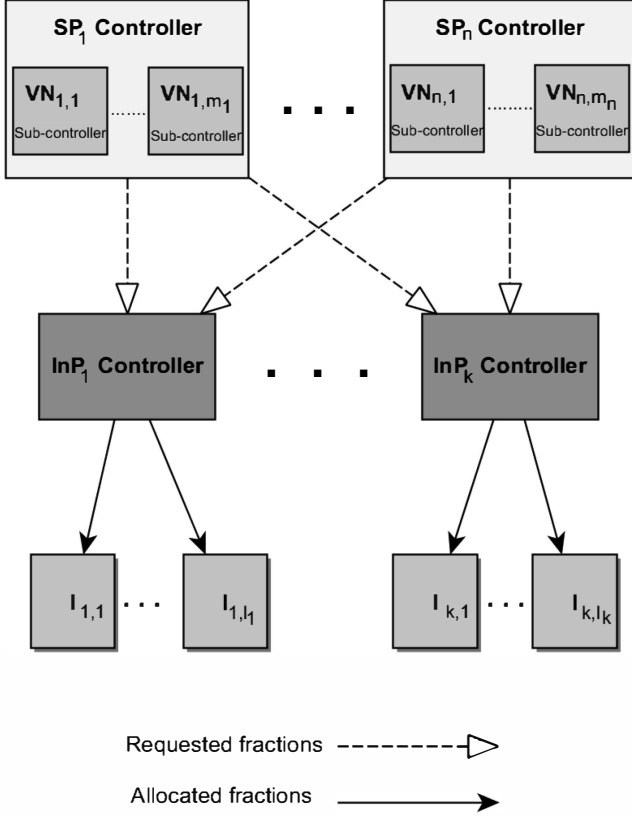 SP₁ Controller
SPₙ Controller
VN₁,₁ ........ VN₁,m₁
VNₙ,₁ ......... VNₙ,mₙ
Sub-controller Sub-controller
Sub-controller Sub-controller
. . .
InP₁ Controller
. . .
InPₖ Controller
I₁,₁ . . . I₁,l₁
Iₖ,₁ . . . Iₖ,lₖ
Requested fractions
Allocated fractions